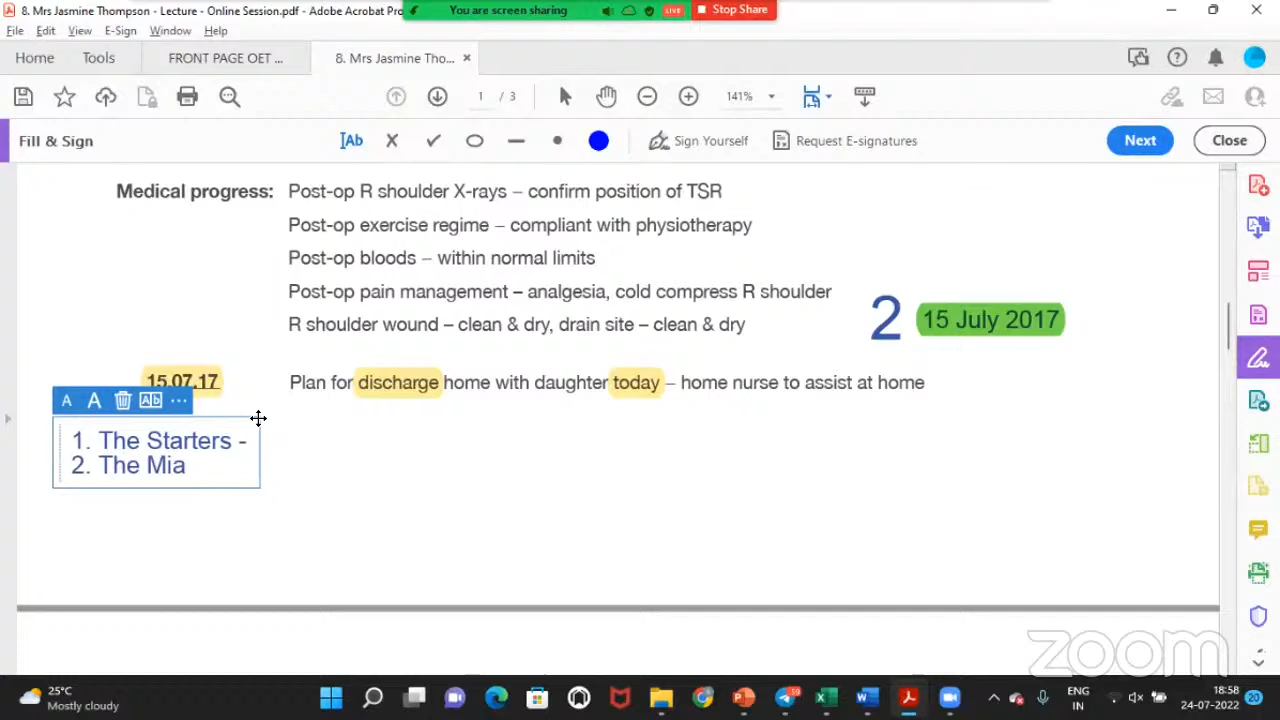 8. Mrs Jasmine Thompson - Lecture - Online Session.pdf - Adobe Acrobat Pro
You are screen sharing
LIVE
Stop Share
File Edit View E-Sign Window Help
Home Tools FRONT PAGE OET ... 8. Mrs Jasmine Tho...
1 / 3 141%
Fill & Sign Ab Sign Yourself Request E-signatures Next Close
Medical progress: Post-op R shoulder X-rays – confirm position of TSR
Post-op exercise regime – compliant with physiotherapy
Post-op bloods – within normal limits
Post-op pain management – analgesia, cold compress R shoulder
R shoulder wound – clean & dry, drain site – clean & dry
2 15 July 2017
15.07.17 Plan for discharge home with daughter today – home nurse to assist at home
A A Ab ...
1. The Starters -
2. The Mia
zoom
25°C
Mostly cloudy
19
ENG
IN
18:58
24-07-2022
20